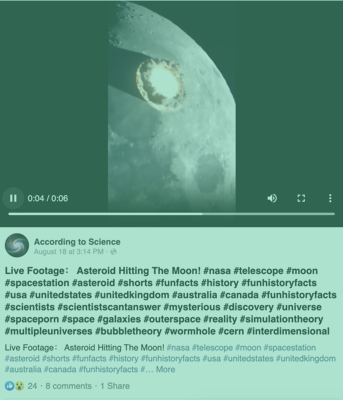 0:04 / 0:06
According to Science
August 18 at 3:14 PM ·
Live Footage: Asteroid Hitting The Moon! #nasa #telescope #moon
#spacestation #asteroid #shorts #funfacts #history #funhistoryfacts
#usa #unitedstates #unitedkingdom #australia #canada #funhistoryfacts
#scientists #scientistscantanswer #mysterious #discovery #universe
#spaceporn #space #galaxies #outerspace #reality #simulationtheory
#multipleuniverses #bubbletheory #wormhole #cern #interdimensional
Live Footage: Asteroid Hitting The Moon! #nasa #telescope #moon #spacestation
#asteroid #shorts #funfacts #history #funhistoryfacts #usa #unitedstates #unitedkingdom
#australia #canada #funhistoryfacts #... More
24 · 8 comments · 1 Share